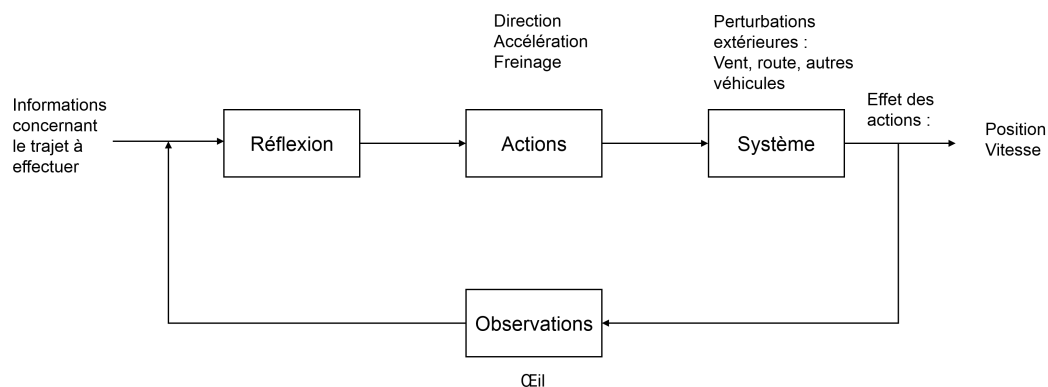 Direction
Accélération
Freinage
Perturbations
extérieures :
Vent, route, autres
véhicules
Informations
concernant
le trajet à
effectuer
Réflexion
Actions
Système
Effet des
actions :
Position
Vitesse
Observations
Œil